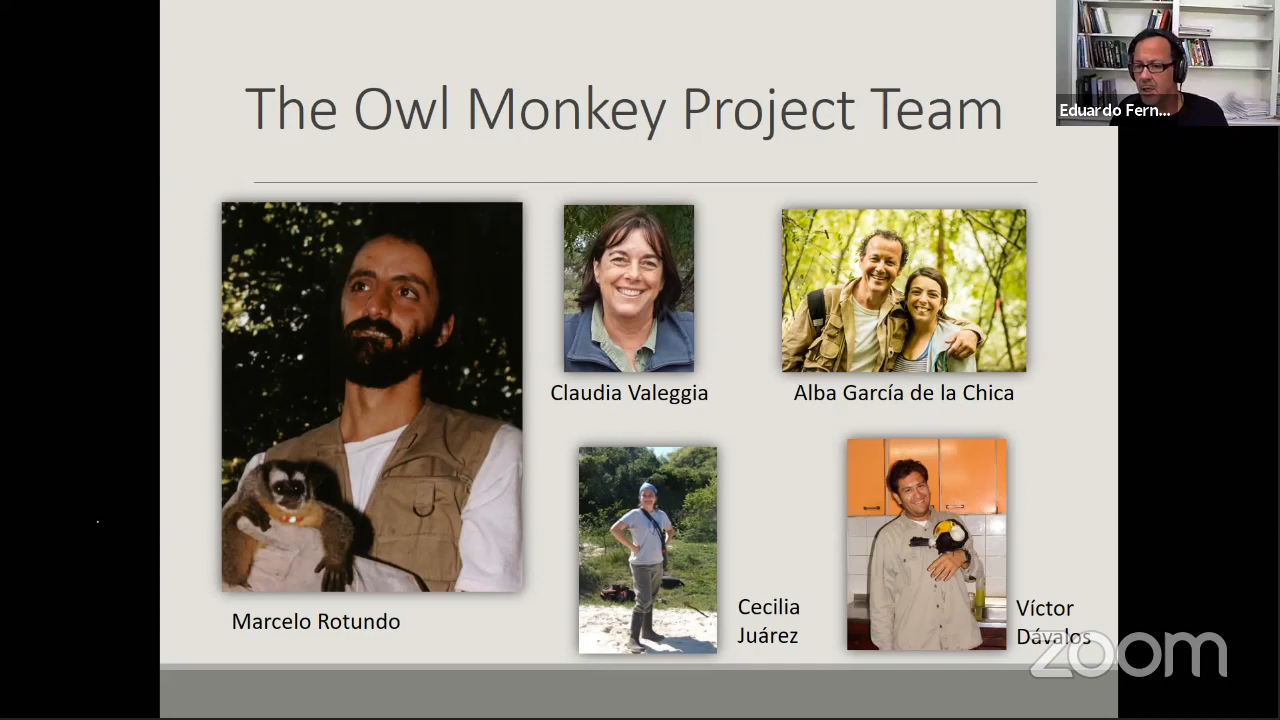 The Owl Monkey Project Team
Eduardo Fern...
Claudia Valeggia
Alba García de la Chica
Marcelo Rotundo
Cecilia
Juárez
Víctor
Dávalos
zoom